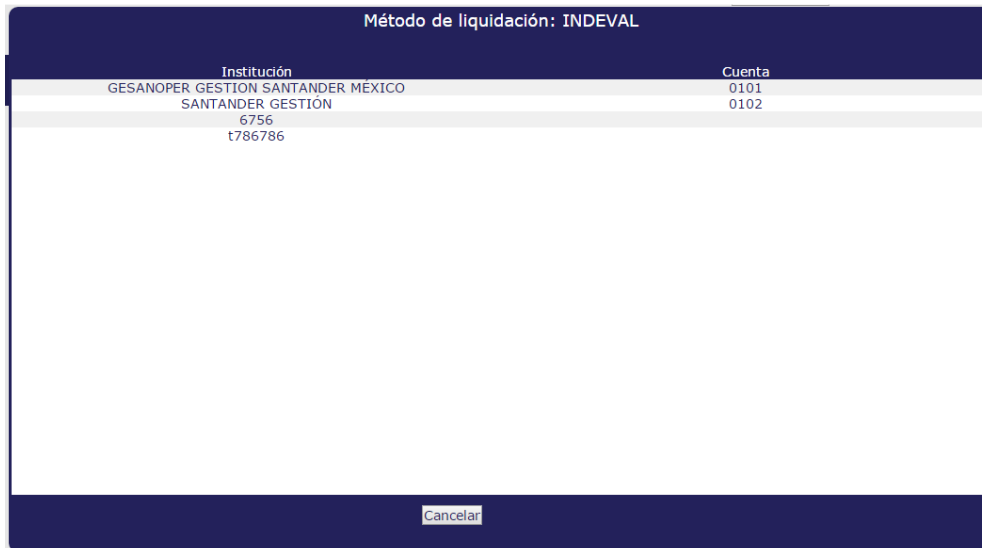 Método de liquidación: INDEVAL
Institución Cuenta
GESANOPER GESTION SANTANDER MÉXICO 0101
SANTANDER GESTIÓN 0102
6756
t786786
Cancelar